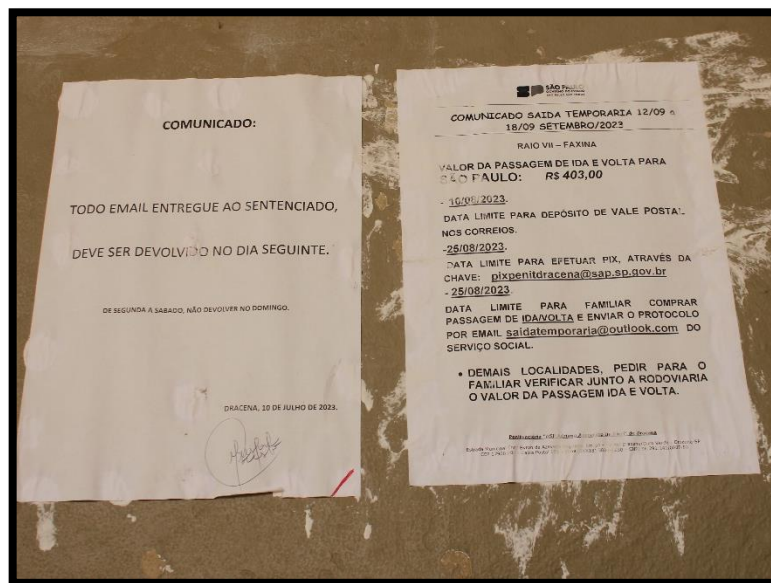 COMUNICADO:
TODO EMAIL ENTREGUE AO SENTENCIADO,
DEVE SER DEVOLVIDO NO DIA SEGUINTE.
DE SEGUNDA A SABADO, NÃO DEVOLVER NO DOMINGO.
DRACENA, 10 DE JULHO DE 2023.
SÃO PAULO
COMUNICADO SAIDA TEMPORARIA 12/09 a
18/09 SETEMBRO/2023
RAIO VII – FAXINA
VALOR DA PASSAGEM DE IDA E VOLTA PARA
SÃO PAULO: R$ 403,00
- 10/08/2023.
DATA LIMITE PARA DEPÓSITO DE VALE POSTAL
NOS CORREIOS.
-25/08/2023.
DATA LIMITE PARA EFETUAR PIX, ATRAVÉS DA
CHAVE: pixpenitdracena@sap.sp.gov.br
- 25/08/2023.
DATA LIMITE PARA FAMILIAR COMPRAR
PASSAGEM DE IDA/VOLTA E ENVIAR O PROTOCOLO
POR EMAIL saidatemporaria@outlook.com DO
SERVIÇO SOCIAL.
• DEMAIS LOCALIDADES, PEDIR PARA O
FAMILIAR VERIFICAR JUNTO A RODOVIARIA
O VALOR DA PASSAGEM IDA E VOLTA.